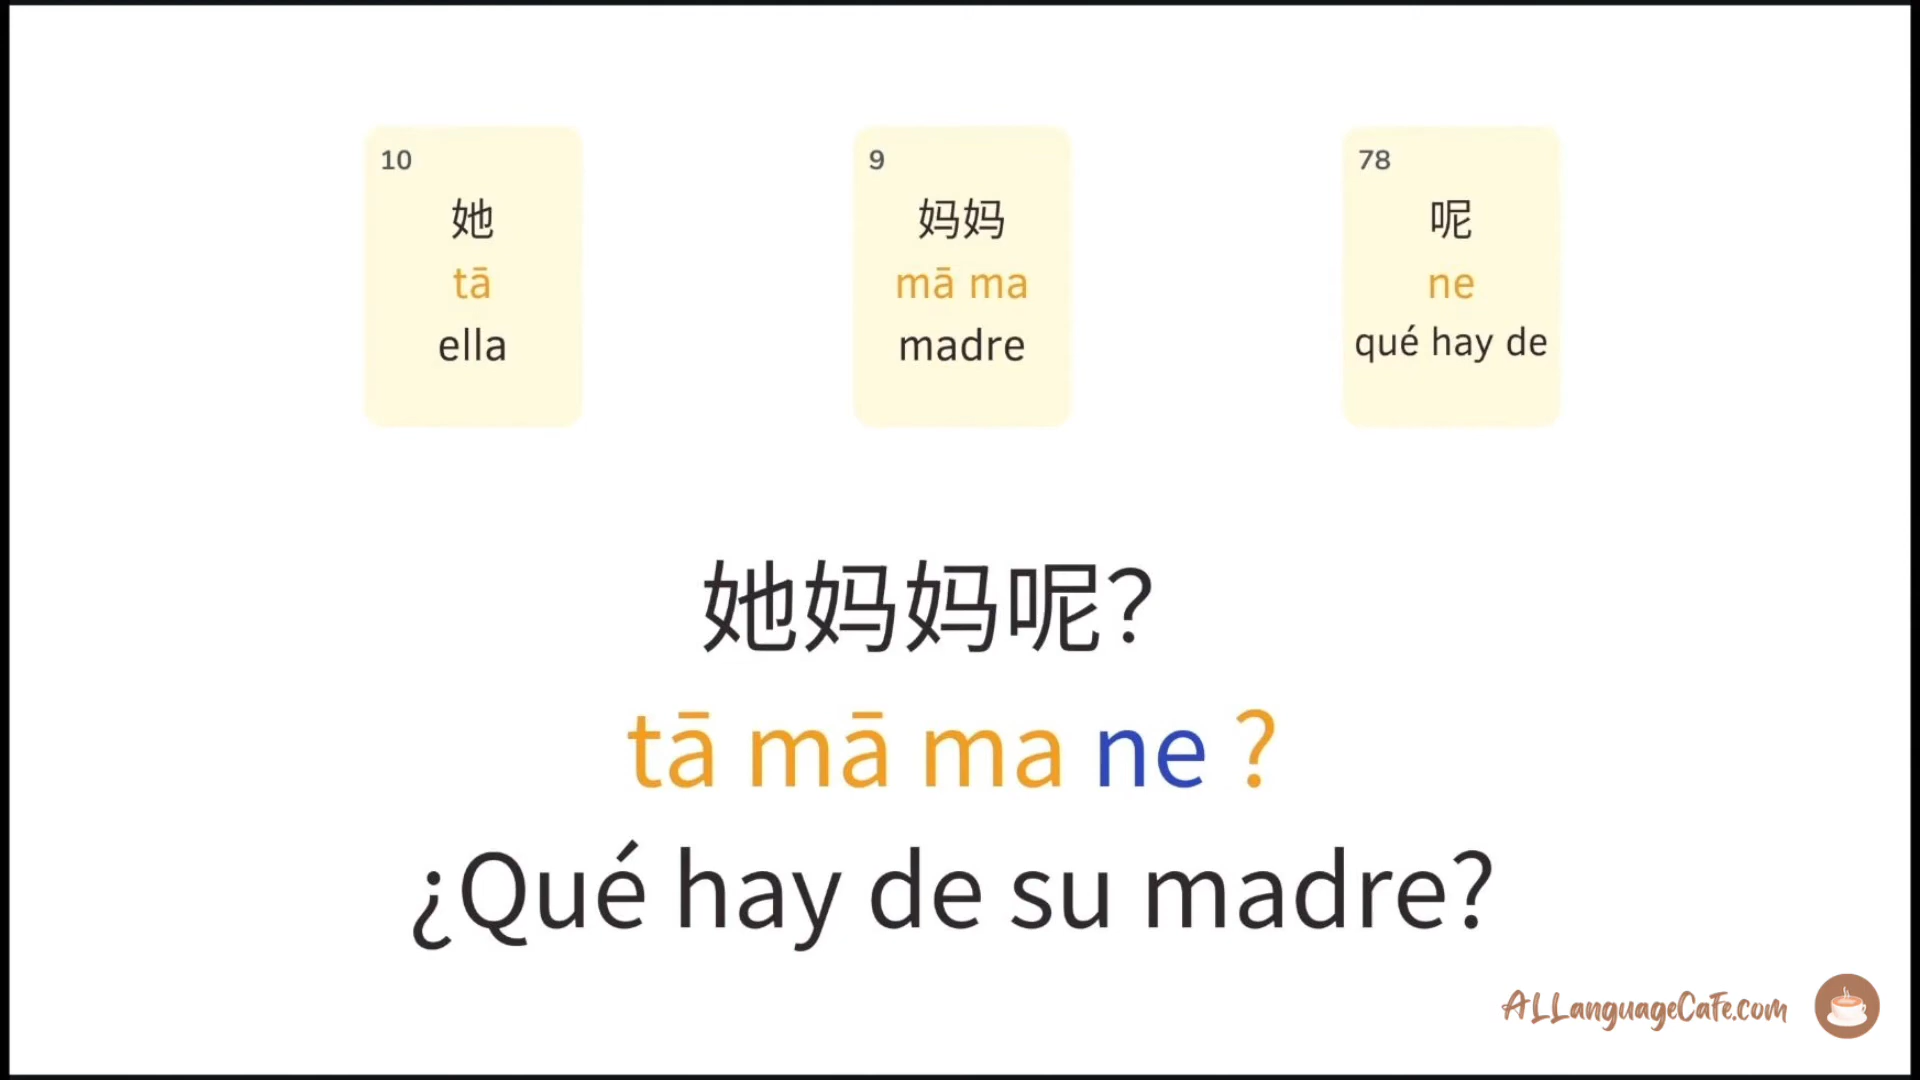 10
她
tā
ella
9
妈妈
mā ma
madre
78
呢
ne
qué hay de
她妈妈呢?
tā mā ma ne ?
¿Qué hay de su madre?
ALLanguageCafe.com